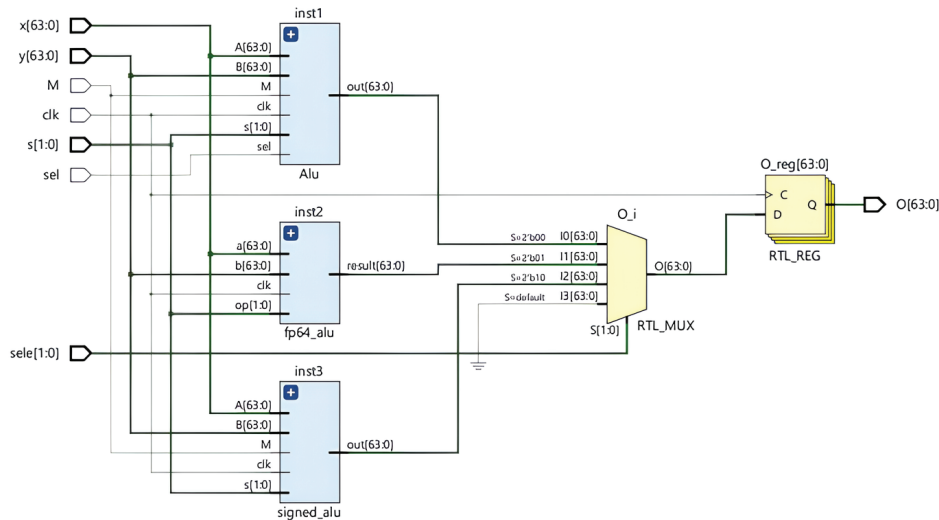 x[63:0]
y[63:0]
M
clk
s[1:0]
sel
sele[1:0]
inst1
A[63:0]
B[63:0]
M
clk
s[1:0]
sel
out[63:0]
Alu
inst2
a[63:0]
b[63:0]
clk
op[1:0]
result[63:0]
fp64_alu
inst3
A[63:0]
B[63:0]
M
clk
s[1:0]
out[63:0]
signed_alu
O_i
S=2'b00 I0[63:0]
S=2'b01 I1[63:0]
S=2'b10 I2[63:0]
S=default I3[63:0]
S[1:0]
O[63:0]
RTL_MUX
O_reg[63:0]
C
D
Q
RTL_REG
O[63:0]